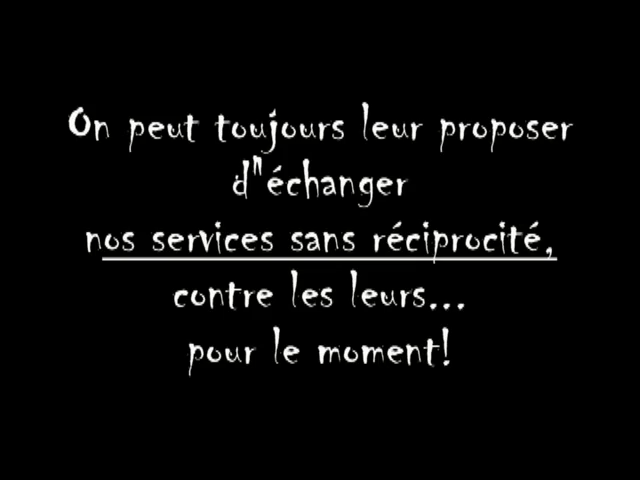 On peut toujours leur proposer
d"échanger
nos services sans réciprocité,
contre les leurs...
pour le moment!